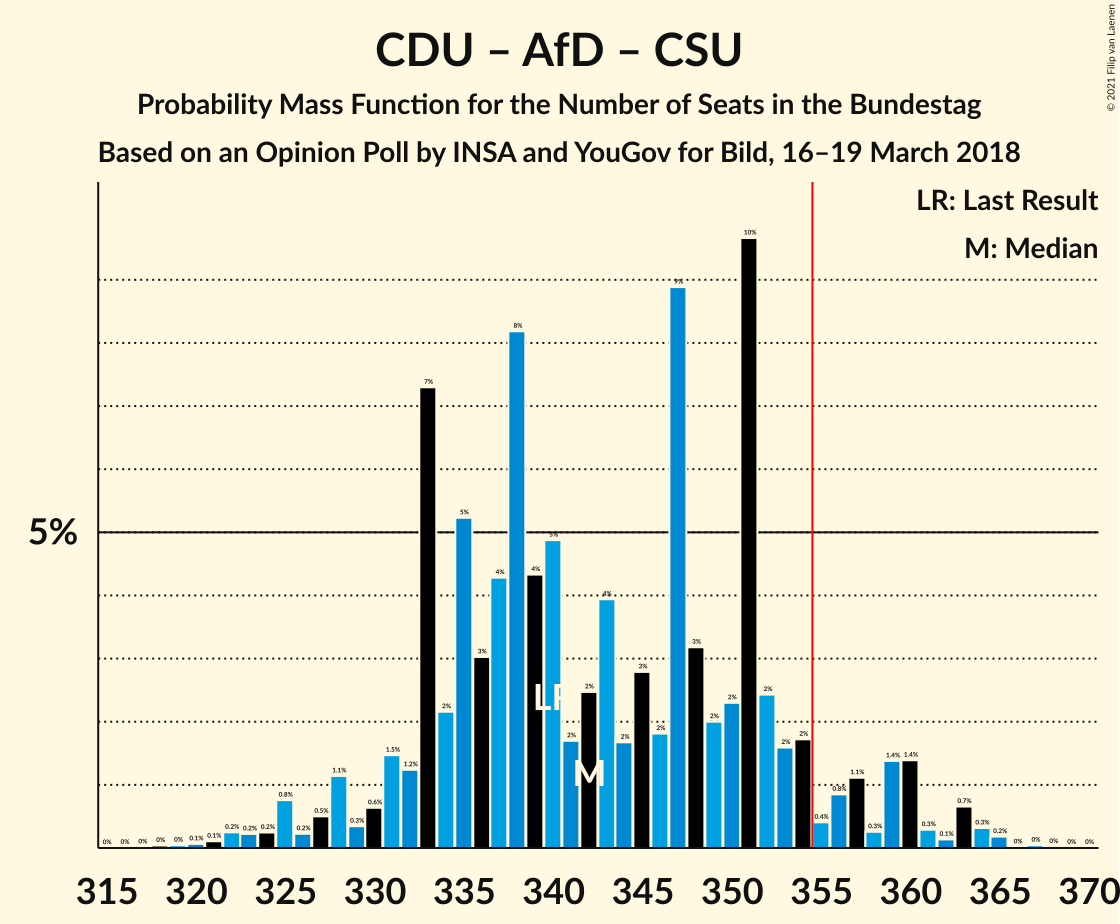 CDU – AfD – CSU
Probability Mass Function for the Number of Seats in the Bundestag
Based on an Opinion Poll by INSA and YouGov for Bild, 16–19 March 2018
© 2021 Filip van Laenen
LR: Last Result
M: Median
5%
0% 0% 0% 0% 0% 0.1% 0.1% 0.2% 0.2% 0.2% 0.8% 0.2% 0.5% 1.1% 0.3% 0.6% 1.5% 1.2% 7% 2% 5% 3% 4% 8% 4% 5% 2% 2% 4% 2% 3% 2% 9% 3% 2% 2% 10% 2% 2% 2% 0.4% 0.8% 1.1% 0.3% 1.4% 1.4% 0.3% 0.1% 0.7% 0.3% 0.2% 0% 0% 0% 0% 0%
LR
M
315 320 325 330 335 340 345 350 355 360 365 370